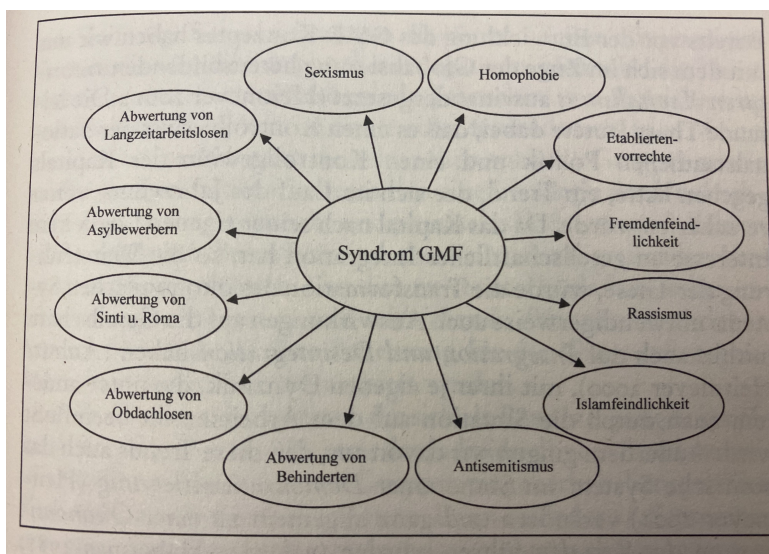 Sexismus
Homophobie
Abwertung von
Langzeitarbeitslosen
Etablierten-
vorrechte
Abwertung von
Asylbewerbern
Syndrom GMF
Fremdenfeind-
lichkeit
Abwertung von
Sinti u. Roma
Rassismus
Abwertung von
Obdachlosen
Islamfeindlichkeit
Abwertung von
Behinderten
Antisemitismus